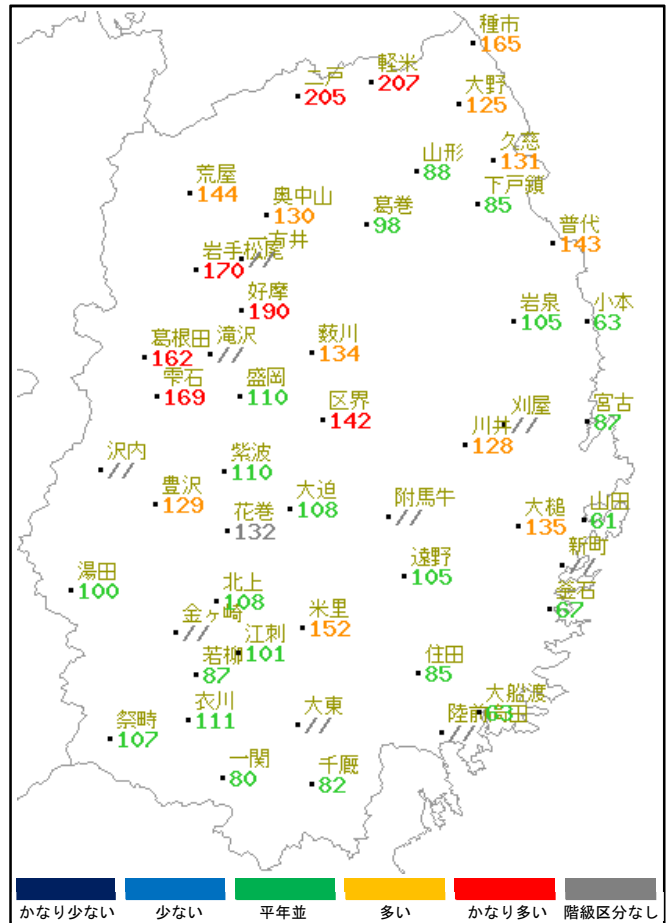 種市
165
軽米
207
二戸
205
大野
125
久慈
131
山形
88
荒屋
144
下戸鎖
85
奥中山
130
葛巻
98
普代
143
一方井
//
岩手松尾
170
好摩
190
岩泉
105
小本
63
薮川
134
滝沢
//
葛根田
162
雫石
169
盛岡
110
区界
142
刈屋
//
宮古
87
川井
128
沢内
//
紫波
110
豊沢
129
大迫
108
附馬牛
//
大槌
135
山田
61
花巻
132
新町
//
遠野
105
湯田
100
北上
108
釜石
67
米里
152
金ヶ崎
//
江刺
101
若柳
87
住田
85
衣川
111
大東
//
大船渡
63
陸前高田
//
祭畤
107
一関
80
千厩
82
かなり少ない 少ない 平年並 多い かなり多い 階級区分なし